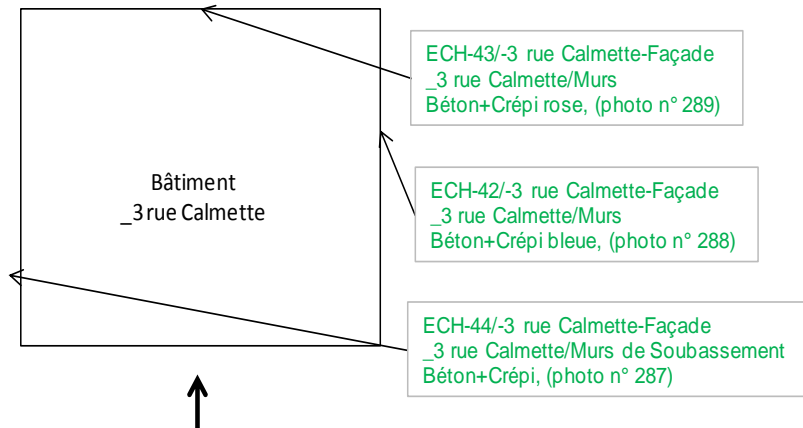 ECH-43/-3 rue Calmette-Façade
_3 rue Calmette/Murs
Béton+Crépi rose, (photo n° 289)
Bâtiment
_3 rue Calmette
ECH-42/-3 rue Calmette-Façade
_3 rue Calmette/Murs
Béton+Crépi bleue, (photo n° 288)
ECH-44/-3 rue Calmette-Façade
_3 rue Calmette/Murs de Soubassement
Béton+Crépi, (photo n° 287)